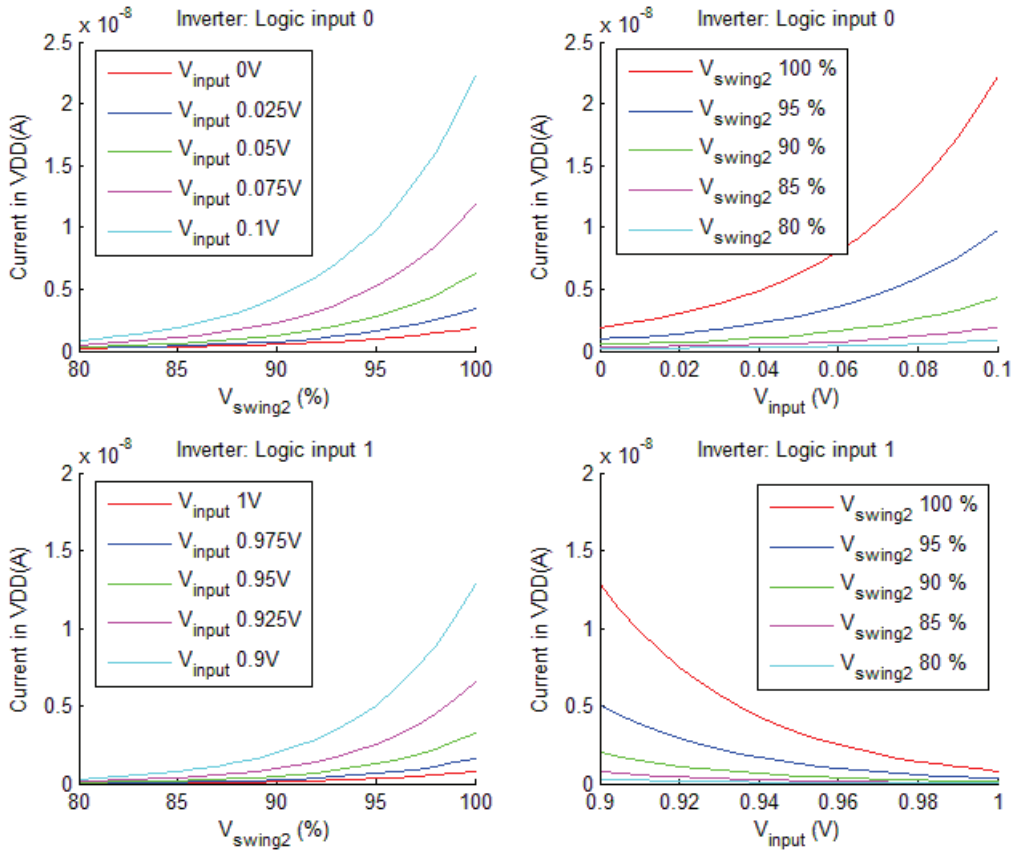 x 10^-8
Inverter: Logic input 0
2.5
2
1.5
1
0.5
0
Current in VDD(A)
V_input 0V
V_input 0.025V
V_input 0.05V
V_input 0.075V
V_input 0.1V
80
85
90
95
100
V_swing2 (%)
x 10^-8
Inverter: Logic input 0
2.5
2
1.5
1
0.5
0
Current in VDD(A)
V_swing2 100 %
V_swing2 95 %
V_swing2 90 %
V_swing2 85 %
V_swing2 80 %
0
0.02
0.04
0.06
0.08
0.1
V_input (V)
x 10^-8
Inverter: Logic input 1
2
1.5
1
0.5
0
Current in VDD(A)
V_input 1V
V_input 0.975V
V_input 0.95V
V_input 0.925V
V_input 0.9V
80
85
90
95
100
V_swing2 (%)
x 10^-8
Inverter: Logic input 1
2
1.5
1
0.5
0
Current in VDD(A)
V_swing2 100 %
V_swing2 95 %
V_swing2 90 %
V_swing2 85 %
V_swing2 80 %
0.9
0.92
0.94
0.96
0.98
1
V_input (V)